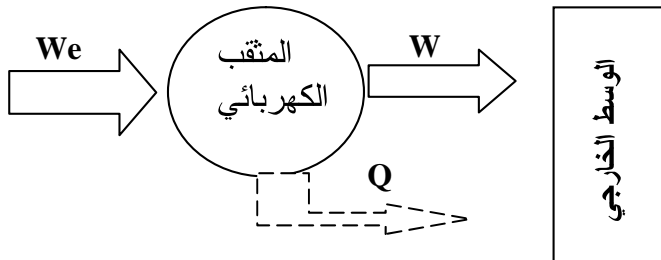 We
المثقب
الكهربائي
W
Q
الوسط الخارجي